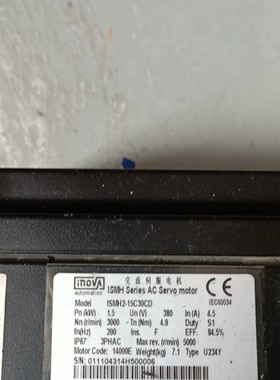 inova
automation
交流伺服电机
ISMH Series AC Servo motor
CE
Model ISMH2-15C30CD IEC60034
Pn(kW) 1.5 Un(V) 380 In(A) 4.5
Nn(r/min) 3000 Tn(Nm) 4.9 Duty S1
fn(Hz) 200 Ins. F Eff. 84.5%
IP67 3PHAC Max r(r/min) 5000
Motor Code: 14000E Weight(kg) 7.1 Type U234Y
S/N: 011104314H500006